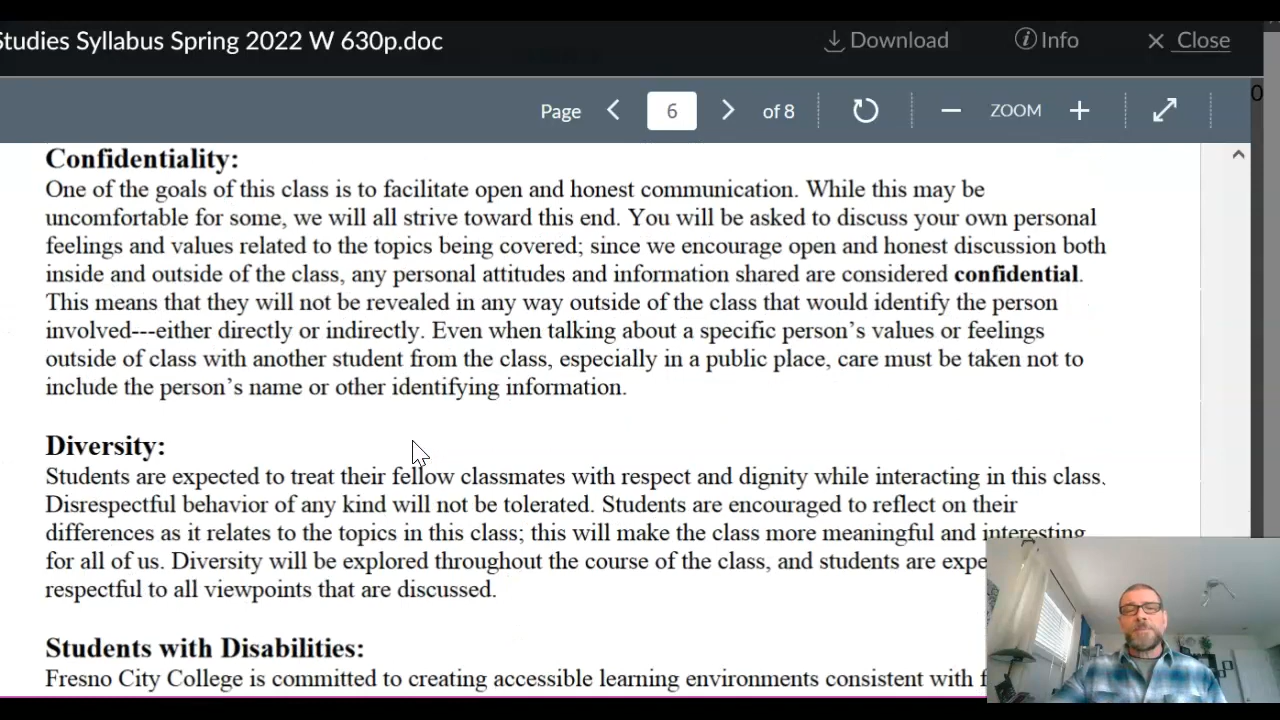 Studies Syllabus Spring 2022 W 630p.doc Download Info Close
Page 6 of 8 ZOOM
Confidentiality:
One of the goals of this class is to facilitate open and honest communication. While this may be
uncomfortable for some, we will all strive toward this end. You will be asked to discuss your own personal
feelings and values related to the topics being covered; since we encourage open and honest discussion both
inside and outside of the class, any personal attitudes and information shared are considered confidential.
This means that they will not be revealed in any way outside of the class that would identify the person
involved---either directly or indirectly. Even when talking about a specific person's values or feelings
outside of class with another student from the class, especially in a public place, care must be taken not to
include the person's name or other identifying information.
Diversity:
Students are expected to treat their fellow classmates with respect and dignity while interacting in this class.
Disrespectful behavior of any kind will not be tolerated. Students are encouraged to reflect on their
differences as it relates to the topics in this class; this will make the class more meaningful and interesting
for all of us. Diversity will be explored throughout the course of the class, and students are expe
respectful to all viewpoints that are discussed.
Students with Disabilities:
Fresno City College is committed to creating accessible learning environments consistent with f